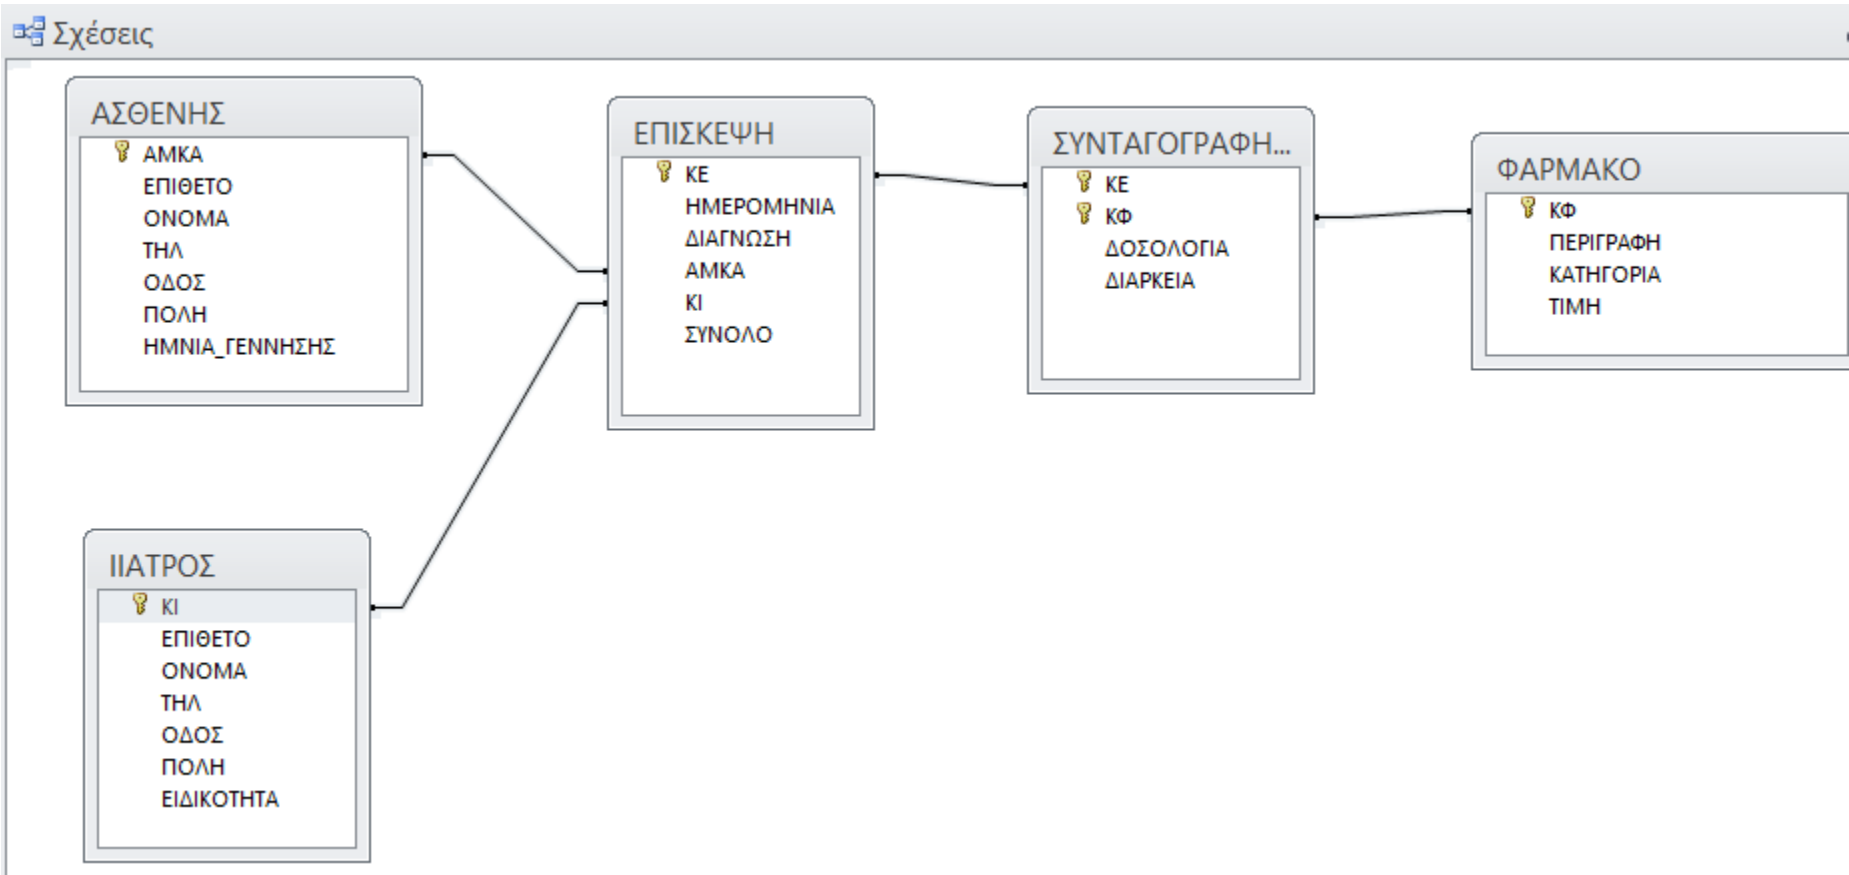 Σχέσεις
ΑΣΘΕΝΗΣ
ΑΜΚΑ
ΕΠΙΘΕΤΟ
ΟΝΟΜΑ
ΤΗΛ
ΟΔΟΣ
ΠΟΛΗ
ΗΜΝΙΑ_ΓΕΝΝΗΣΗΣ
ΕΠΙΣΚΕΨΗ
ΚΕ
ΗΜΕΡΟΜΗΝΙΑ
ΔΙΑΓΝΩΣΗ
ΑΜΚΑ
ΚΙ
ΣΥΝΟΛΟ
ΣΥΝΤΑΓΟΓΡΑΦΗ...
ΚΕ
ΚΦ
ΔΟΣΟΛΟΓΙΑ
ΔΙΑΡΚΕΙΑ
ΦΑΡΜΑΚΟ
ΚΦ
ΠΕΡΙΓΡΑΦΗ
ΚΑΤΗΓΟΡΙΑ
ΤΙΜΗ
ΙΙΑΤΡΟΣ
ΚΙ
ΕΠΙΘΕΤΟ
ΟΝΟΜΑ
ΤΗΛ
ΟΔΟΣ
ΠΟΛΗ
ΕΙΔΙΚΟΤΗΤΑ